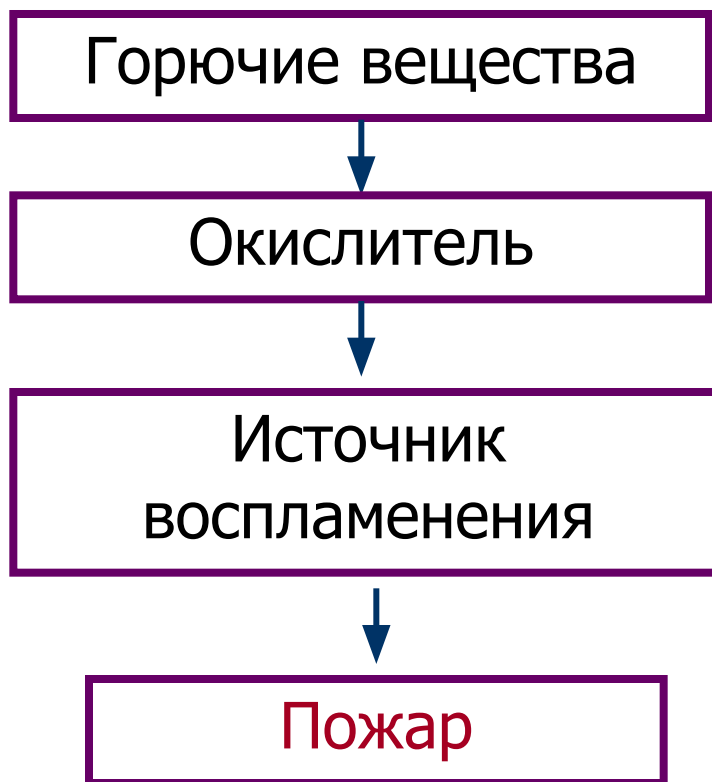 Горючие вещества
Окислитель
Источник
воспламенения
Пожар